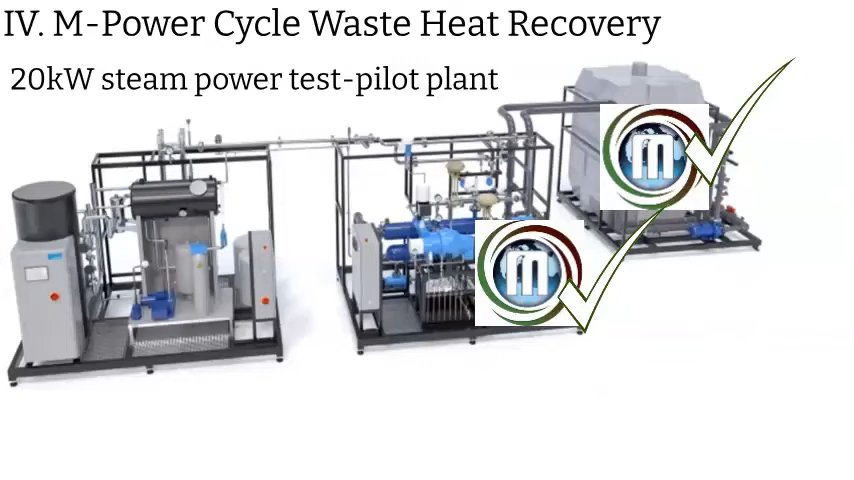 IV. M-Power Cycle Waste Heat Recovery
20kW steam power test-pilot plant
m
m